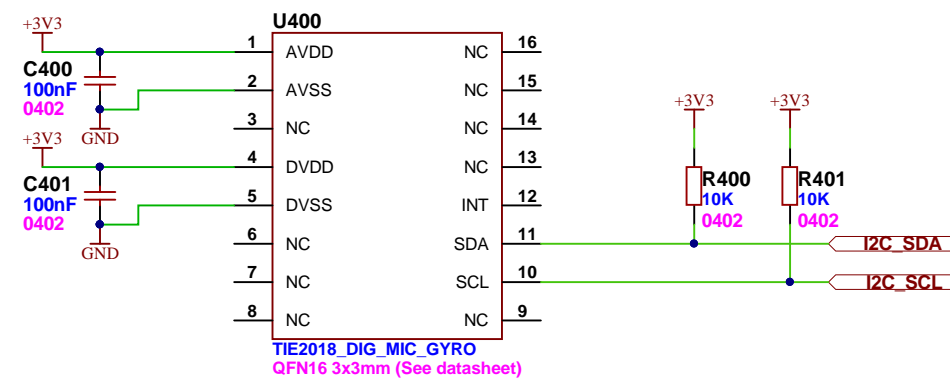 U400
+3V3
1 AVDD NC 16
C400
100nF
0402
2 AVSS NC 15
GND
3 NC NC 14
+3V3
4 DVDD NC 13
C401
100nF
0402
5 DVSS INT 12
GND
6 NC SDA 11
7 NC SCL 10
8 NC NC 9
TIE2018_DIG_MIC_GYRO
QFN16 3x3mm (See datasheet)
+3V3
R400
10K
0402
+3V3
R401
10K
0402
I2C_SDA
I2C_SCL